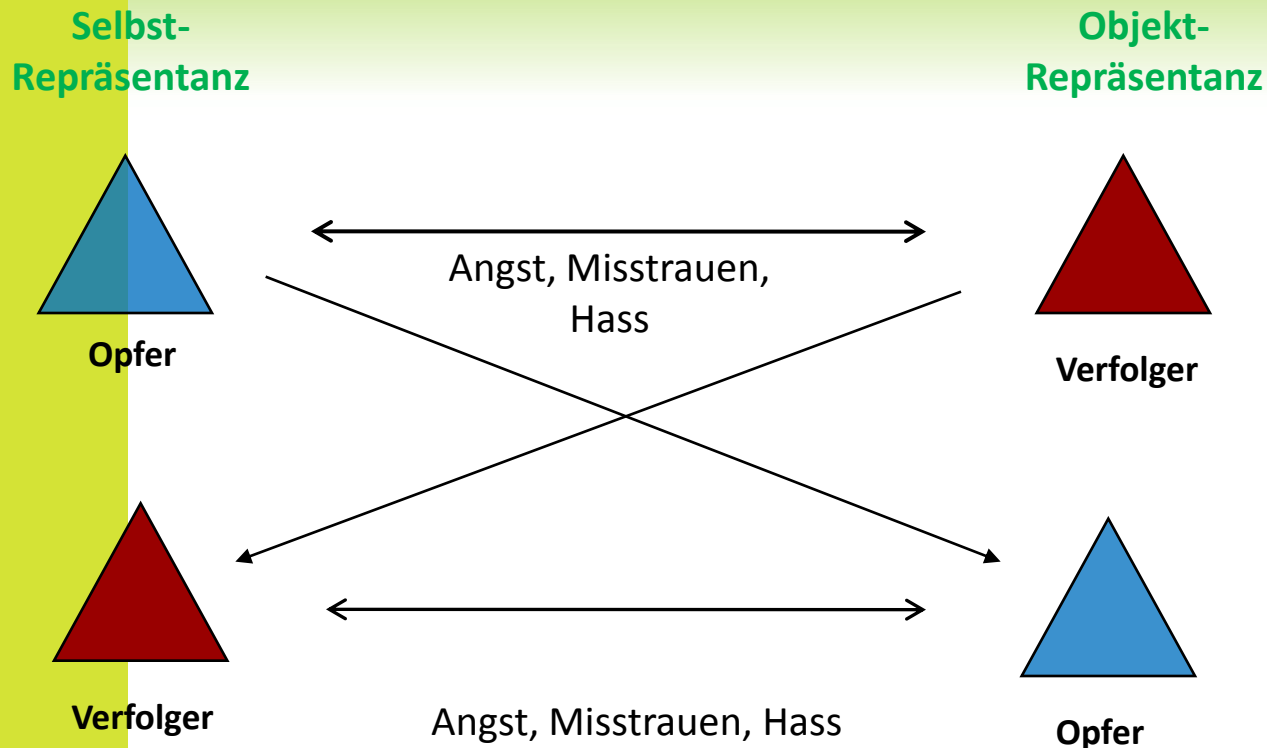 Selbst-
Repräsentanz
Objekt-
Repräsentanz
Angst, Misstrauen,
Hass
Opfer
Verfolger
Verfolger
Angst, Misstrauen, Hass
Opfer